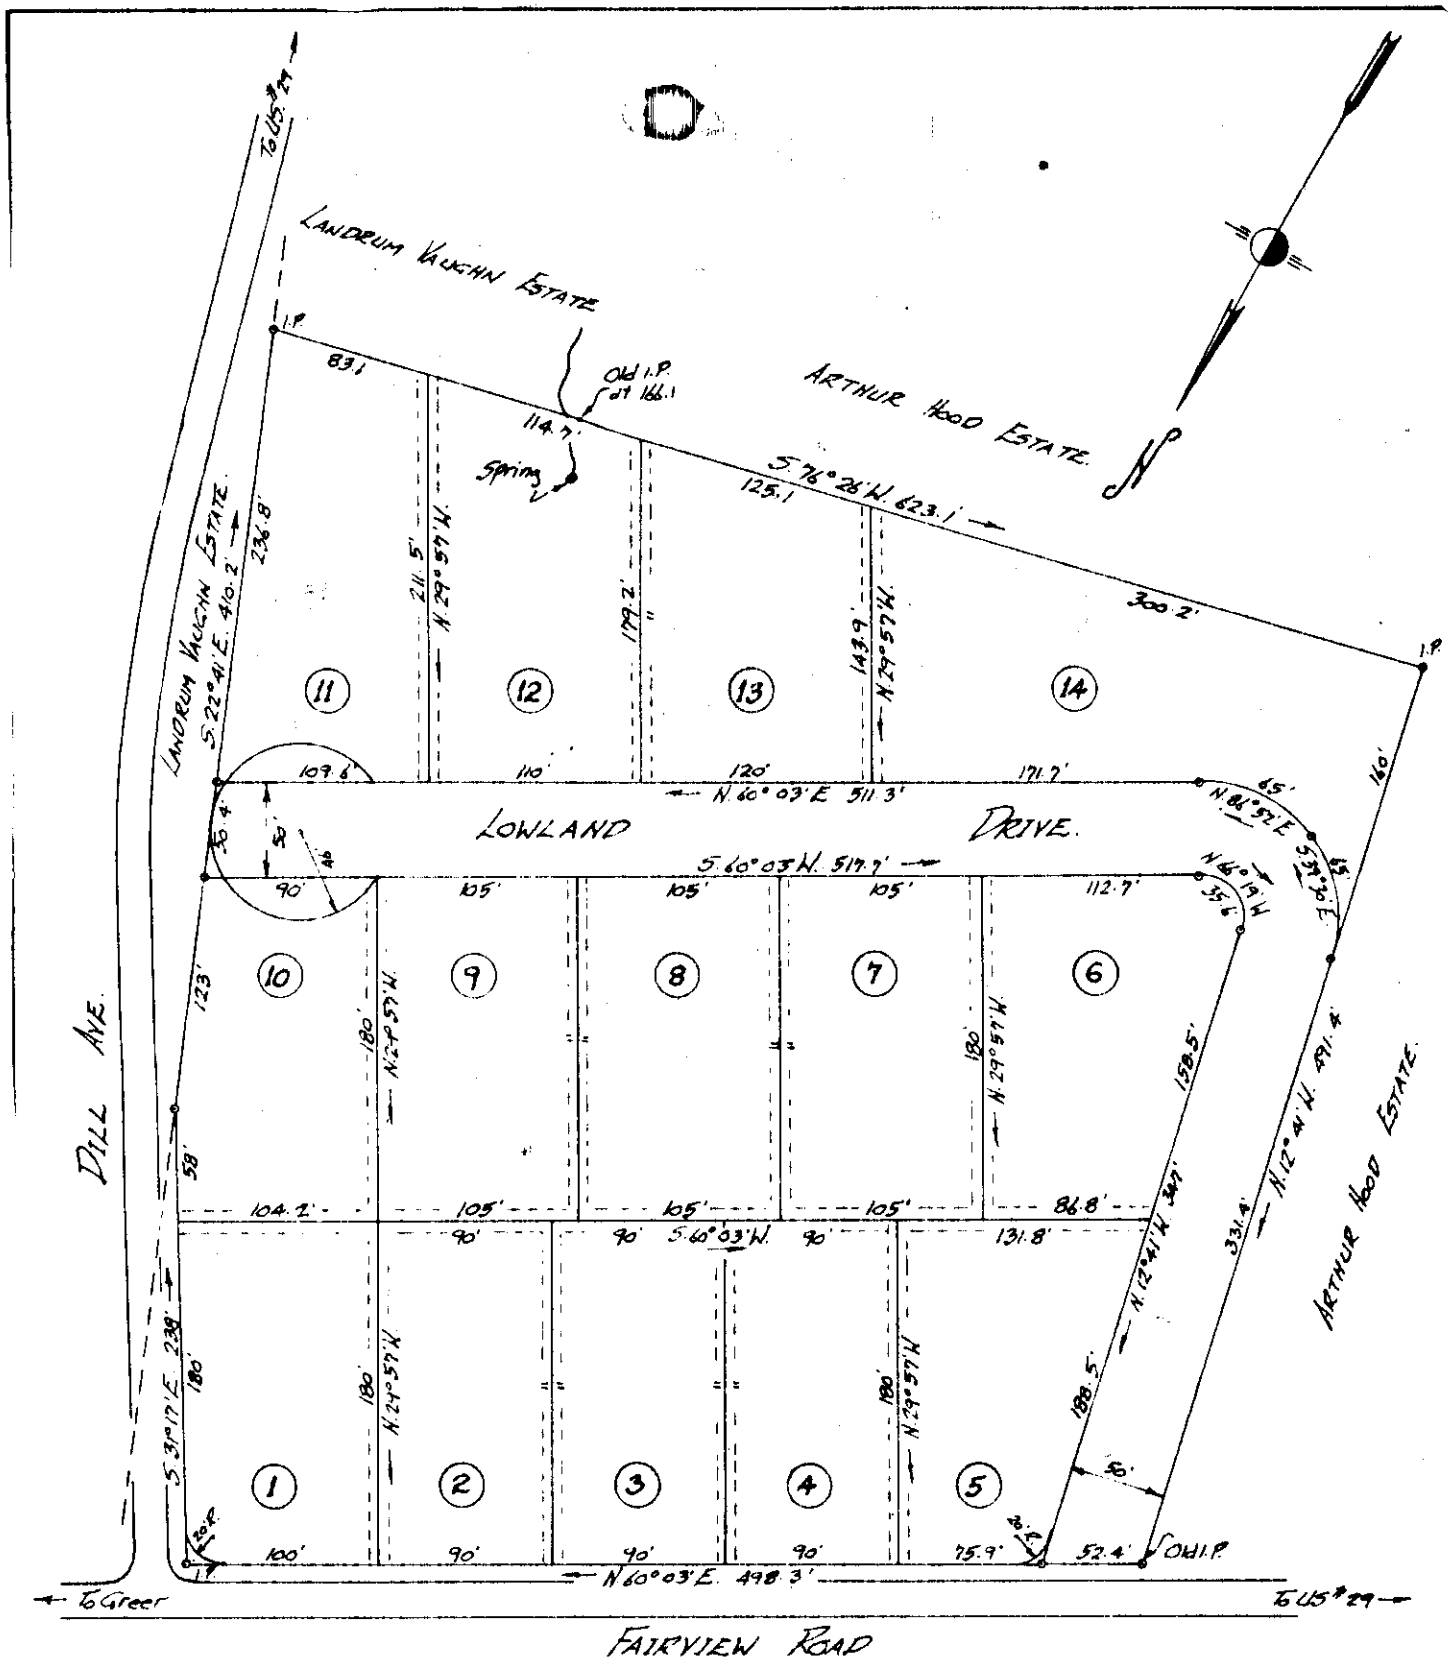 To U.S. #29
LANDRUM VAUGHN ESTATE
I.P.
83.1
Old I.P.
at 166.1
114.7'
Spring
ARTHUR HOOD ESTATE.
N
S. 76° 26' W. 623.1'
125.1
300.2'
I.P.
LANDRUM VAUGHN ESTATE.
S. 22° 41' E. 410.2'
236.8'
211.5'
N. 29° 57' W.
179.2'
"
143.9'
N. 29° 57' W.
160'
11
12
13
14
109.6'
110'
120'
171.7'
N. 60° 03' E 511.3'
65'
N. 86° 52' E
S. 39° 30' E
65'
50.4'
50'
46'
LOWLAND DRIVE.
S. 60° 03' W. 517.7'
N 66° 19' W
35.6'
90'
105'
105'
105'
112.7'
10
9
8
7
6
123'
180'
N. 29° 57' W.
"
"
"
"
180'
N. 29° 57' W.
158.5'
N. 12° 41' W. 491.4'
DILL AVE.
58'
104.2'
105'
105'
105'
86.8'
90'
90'
S. 60° 03' W.
90'
131.8'
N. 12° 41' W 347'
331.4'
ARTHUR HOOD ESTATE.
S. 31° 17' E. 238'
180'
180'
N. 29° 57' W.
"
"
"
"
180'
N. 29° 57' W
188.5'
1
2
3
4
5
50'
20' R.
20' R.
100'
90'
90'
90'
75.9'
52.4'
Old I.P.
N 60° 03' E. 498.3'
To Greer
To U.S. #29
FAIRVIEW ROAD